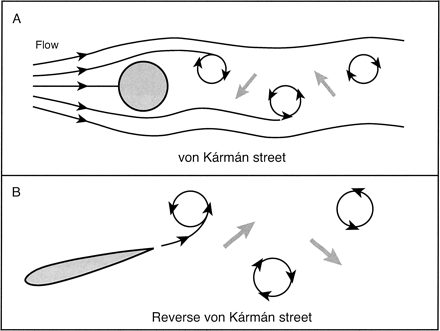 A
Flow
von Kármán street
B
Reverse von Kármán street